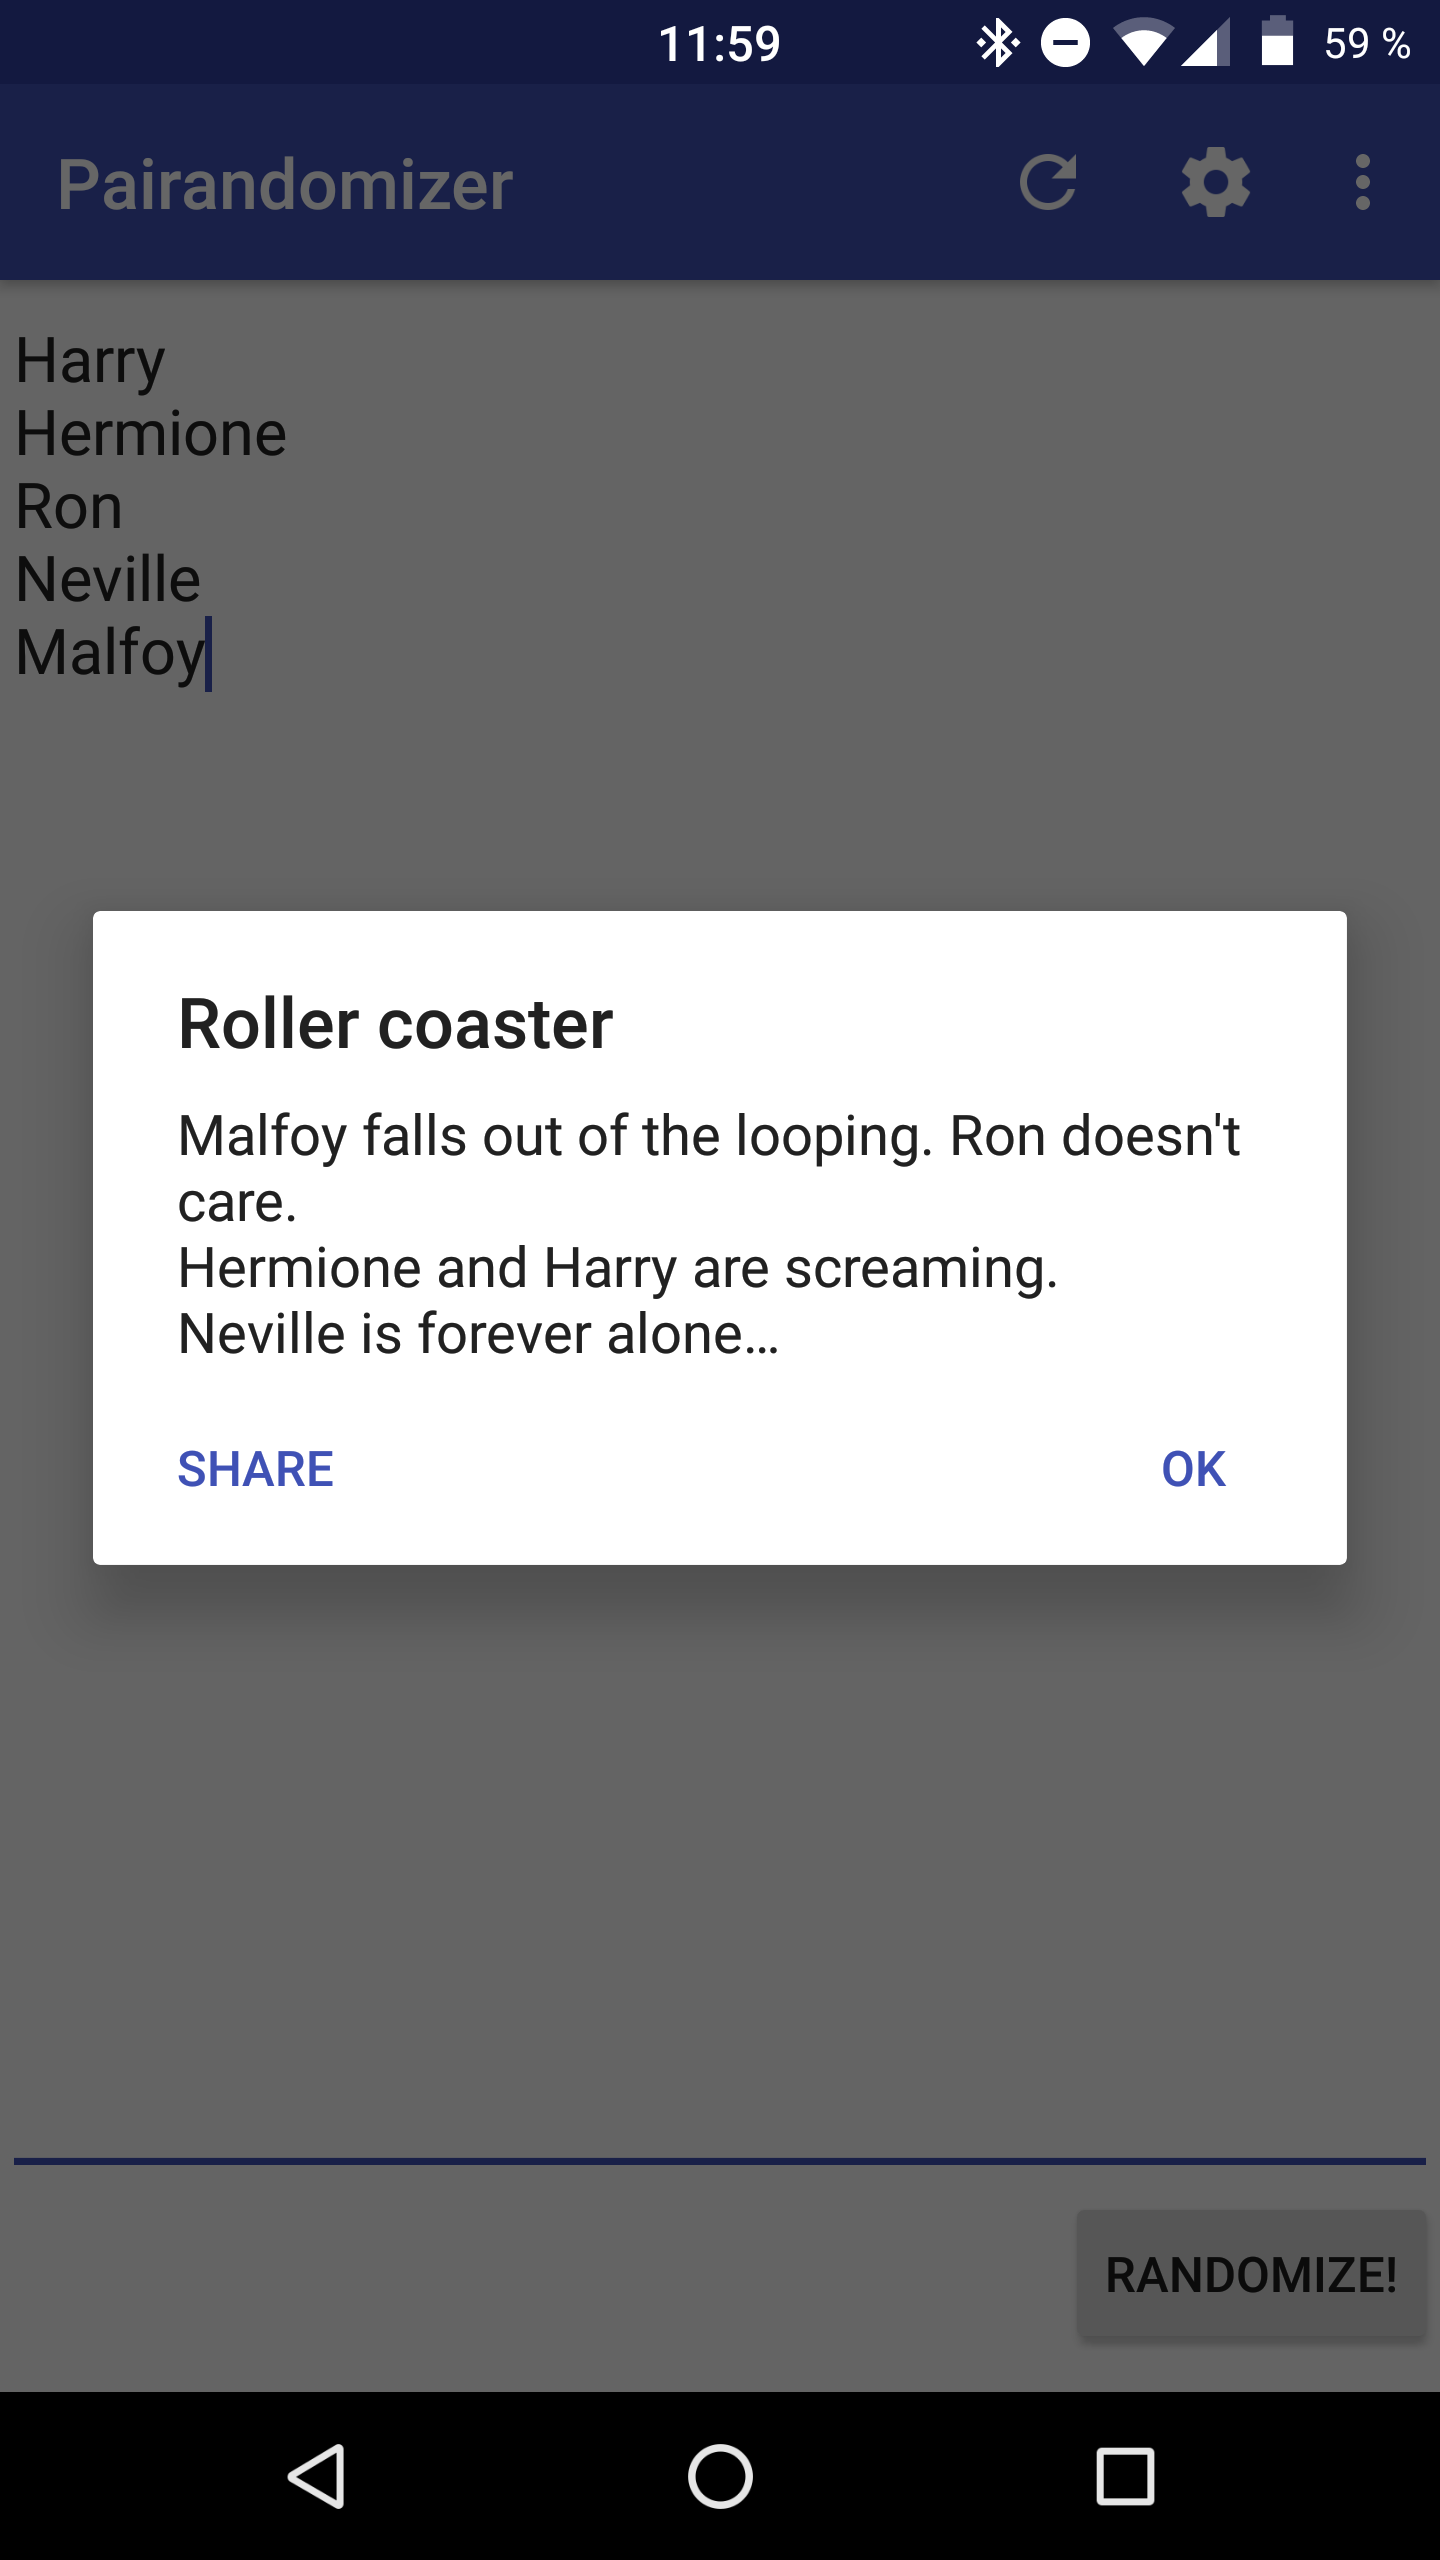 11:59
59 %
Pairandomizer
Harry
Hermione
Ron
Neville
Malfoy
Roller coaster
Malfoy falls out of the looping. Ron doesn't
care.
Hermione and Harry are screaming.
Neville is forever alone…
SHARE
OK
RANDOMIZE!